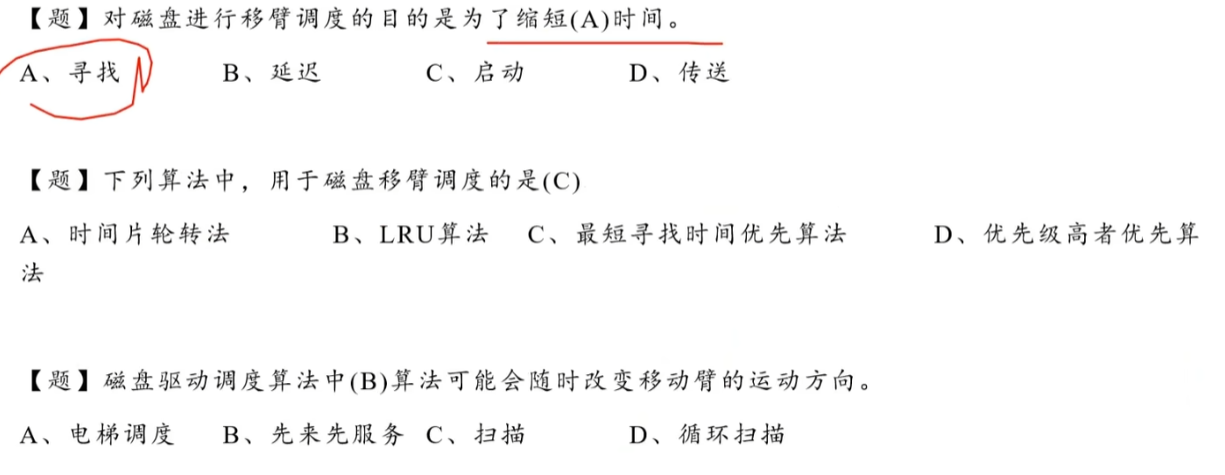 【题】对磁盘进行移臂调度的目的是为了缩短(A)时间。
A、寻找 B、延迟 C、启动 D、传送
【题】下列算法中，用于磁盘移臂调度的是(C)
A、时间片轮转法 B、LRU算法 C、最短寻找时间优先算法 D、优先级高者优先算
法
【题】磁盘驱动调度算法中(B)算法可能会随时改变移动臂的运动方向。
A、电梯调度 B、先来先服务 C、扫描 D、循环扫描